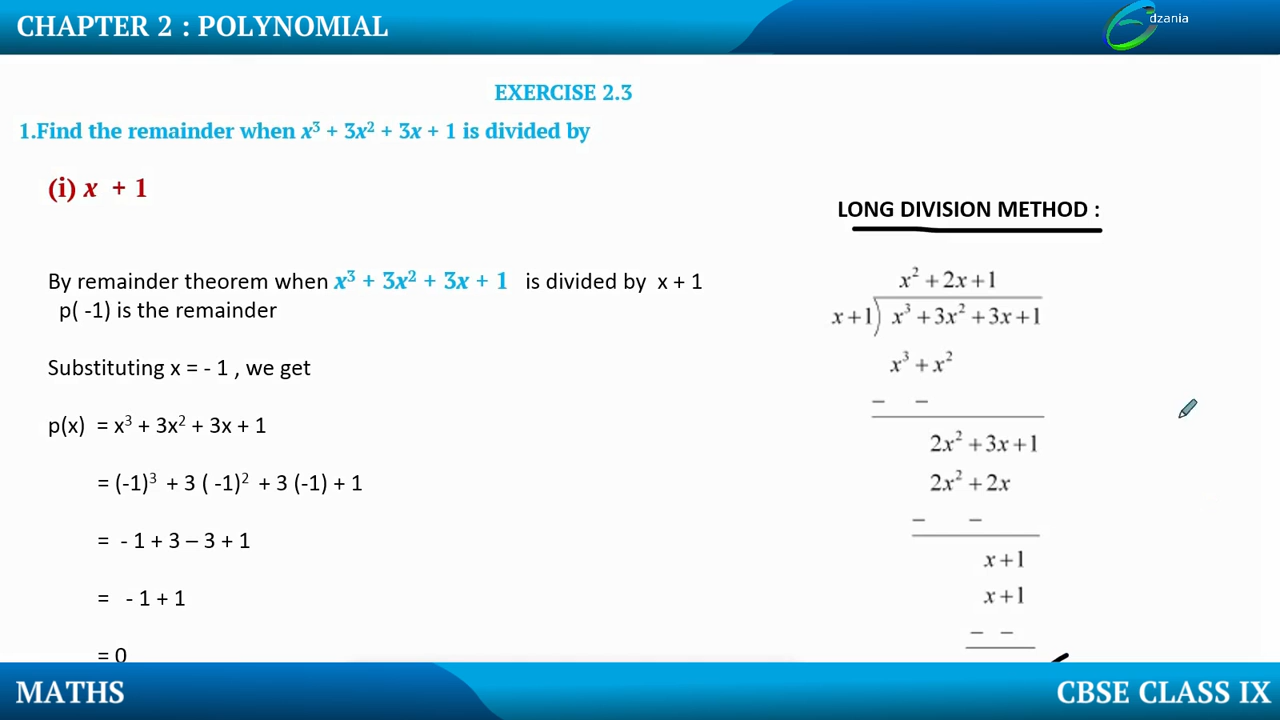 CHAPTER 2 : POLYNOMIAL
Edzania
EXERCISE 2.3
1.Find the remainder when x³ + 3x² + 3x + 1 is divided by
(i) x + 1
By remainder theorem when x³ + 3x² + 3x + 1 is divided by x + 1
p( -1) is the remainder
Substituting x = - 1 , we get
p(x) = x³ + 3x² + 3x + 1
= (-1)³ + 3 ( -1)² + 3 (-1) + 1
= - 1 + 3 – 3 + 1
= - 1 + 1
= 0
LONG DIVISION METHOD :
x² + 2x + 1
x+1) x³ + 3x² + 3x + 1
x³ + x²
– –
2x² + 3x + 1
2x² + 2x
– –
x + 1
x + 1
– –
MATHS
CBSE CLASS IX